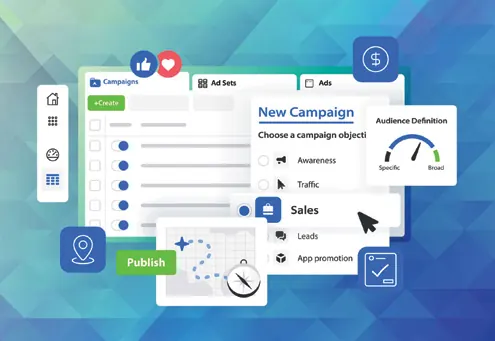 Campaigns
Ad Sets
Ads
+Create
New Campaign
Choose a campaign objecti
Awareness
Traffic
Sales
Leads
App promotion
Audience Definition
Specific
Broad
Publish